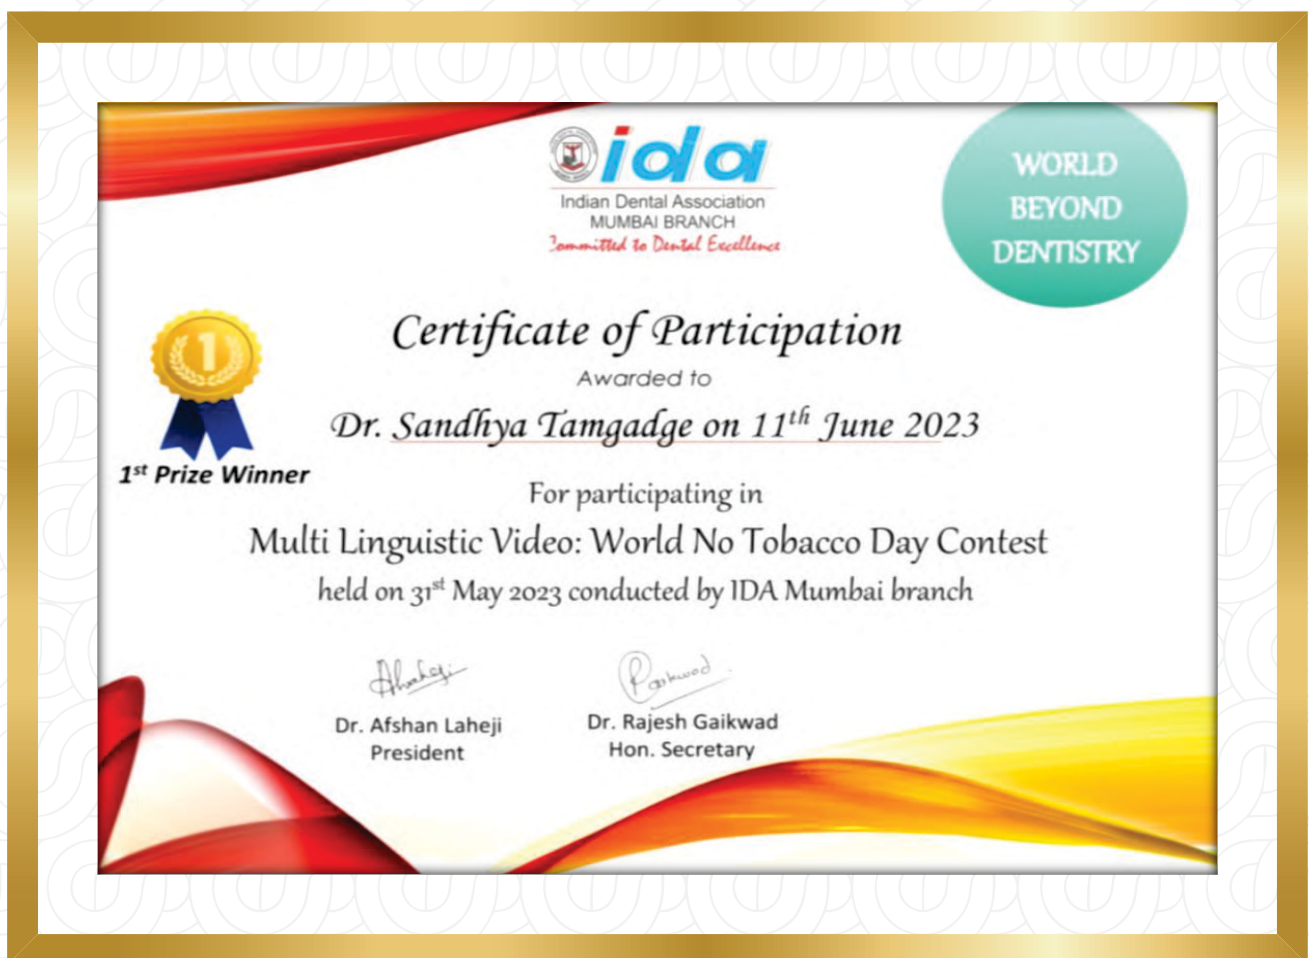 ida
Indian Dental Association
MUMBAI BRANCH
Committed to Dental Excellence
WORLD
BEYOND
DENTISTRY
Certificate of Participation
Awarded to
Dr. Sandhya Tamgadge on 11th June 2023
1
1st Prize Winner
For participating in
Multi Linguistic Video: World No Tobacco Day Contest
held on 31st May 2023 conducted by IDA Mumbai branch
Dr. Afshan Laheji
President
Dr. Rajesh Gaikwad
Hon. Secretary